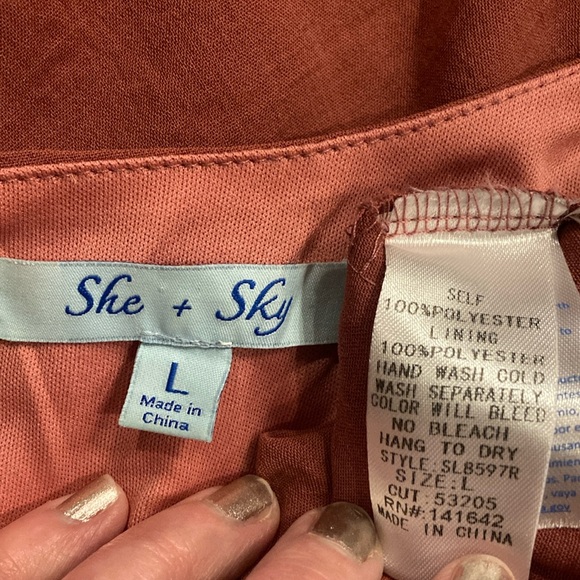 She + Sky
L
Made in
China
SELF
100%POLYESTER
LINING
100%POLYESTER
HAND WASH COLD
WASH SEPARATELY
COLOR WILL BLEED
NO BLEACH
HANG TO DRY
STYLE:SL8597R
SIZE:L
CUT:53205
RN#:141642
MADE IN CHINA